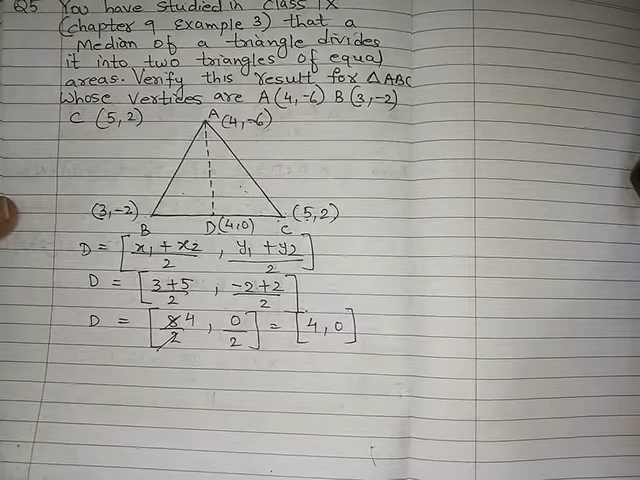 Q5 You have studied in class IX
(chapter 9 Example 3) that a
Median of a triangle divides
it into two triangles of equal
areas. Verify this result for △ABC
whose vertides are A(4,-6) B(3,-2)
C (5,2)
A(4,-6)
(3,-2) B D(4,0) C (5,2)
D = [x₁ + x₂/2 , y₁ + y₂/2]
D = [3+5/2 , -2+2/2]
D = [8/2 4 , 0/2] = [4,0]